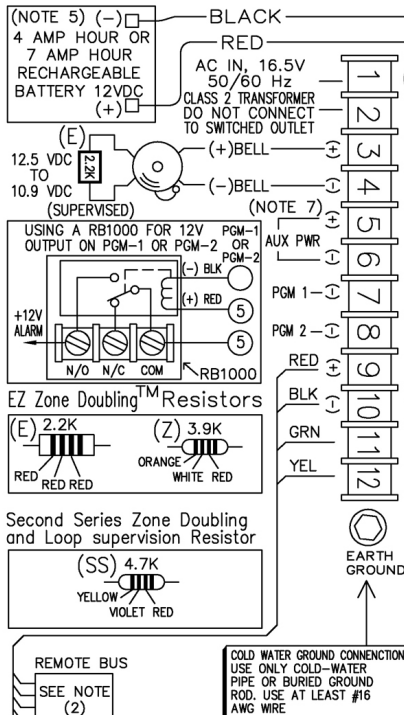 (NOTE 5) (-)
4 AMP HOUR OR
7 AMP HOUR
RECHARGEABLE
BATTERY 12VDC
(+)
BLACK
RED
AC IN, 16.5V
50/60 Hz
CLASS 2 TRANSFORMER
DO NOT CONNECT
TO SWITCHED OUTLET
(E)
12.5 VDC
TO
10.9 VDC
2.2K
(SUPERVISED)
(+)BELL
(-)BELL
(NOTE 7)
AUX PWR
PGM 1
PGM 2
RED
BLK
GRN
YEL
(+)
(-)
(+)
(-)
(-)
(-)
(+)
(-)
1
2
3
4
5
6
7
8
9
10
11
12
USING A RB1000 FOR 12V
OUTPUT ON PGM-1 OR PGM-2
PGM-1
OR
PGM-2
(-) BLK
(+) RED
5
5
+12V
ALARM
N/O N/C COM
RB1000
EZ Zone Doubling™ Resistors
(E) 2.2K
RED
RED RED
(Z) 3.9K
ORANGE
WHITE RED
Second Series Zone Doubling
and Loop supervision Resistor
(SS) 4.7K
YELLOW
VIOLET RED
EARTH
GROUND
REMOTE BUS
SEE NOTE
(2)
COLD WATER GROUND CONNENCTION
USE ONLY COLD-WATER
PIPE OR BURIED GROUND
ROD. USE AT LEAST #16
AWG WIRE